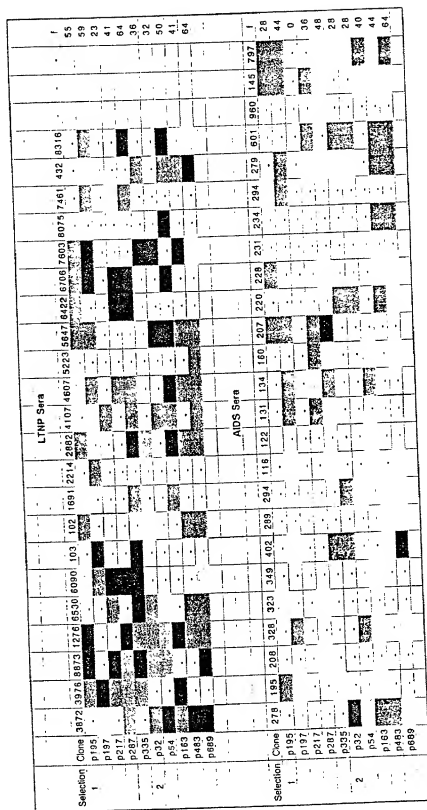 LTNP Sera
Selection Clone 3872 3976 8873 1276 6530 6090 103 102 1691 2214 2882 4107 4607 5223 5647 6422 6706 7603 8075 7461 432 8316 f
p195 55
1 p197 59
p217 23
p287 41
p335 64
p32 36
2 p54 32
p163 50
p483 41
p689 64
AIDS Sera
Selection Clone 278 195 208 328 323 349 402 289 294 116 122 131 134 160 207 220 228 231 234 294 279 601 960 145 797 f
p195 28
1 p197 44
p217 0
p287 36
p335 48
p32 28
2 p54 28
p163 40
p483 44
p689 64